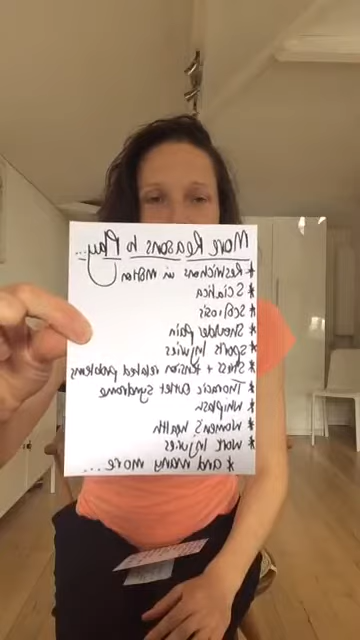 More Reasons to Play...
* Restrictions in motion
* Sciatica
* Scoliosis
* Shoulder pain
* Sports Injuries
* Stress + tension related problems
* Thoracic outlet syndrome
* Whiplash
* Women's health
* Work Injuries
* and many more...